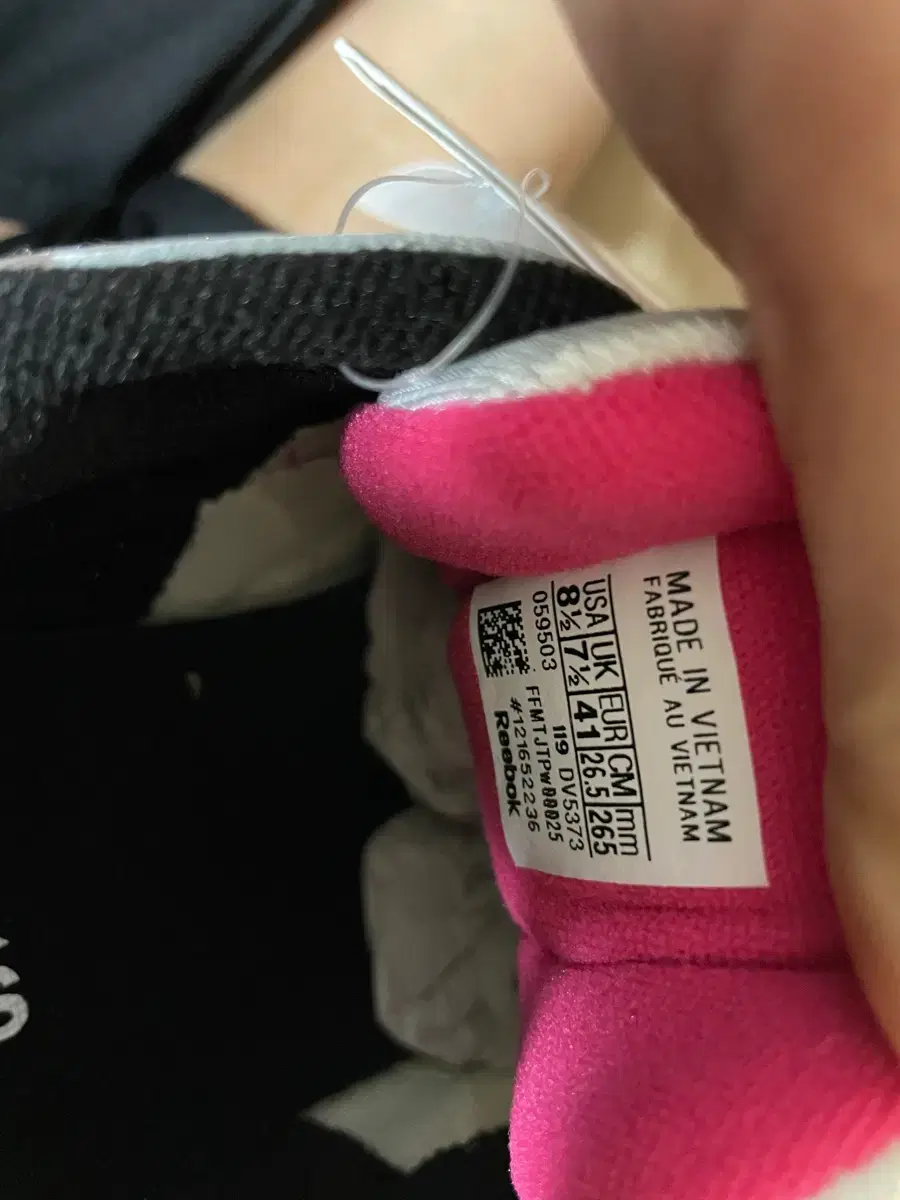 MADE IN VIETNAM
FABRIQUÉ AU VIETNAM
USA UK EUR CM mm
8½ 7½ 41 26.5 265
119 DV5373
059503 FFMTJTPW00025
#121652236
Reebok